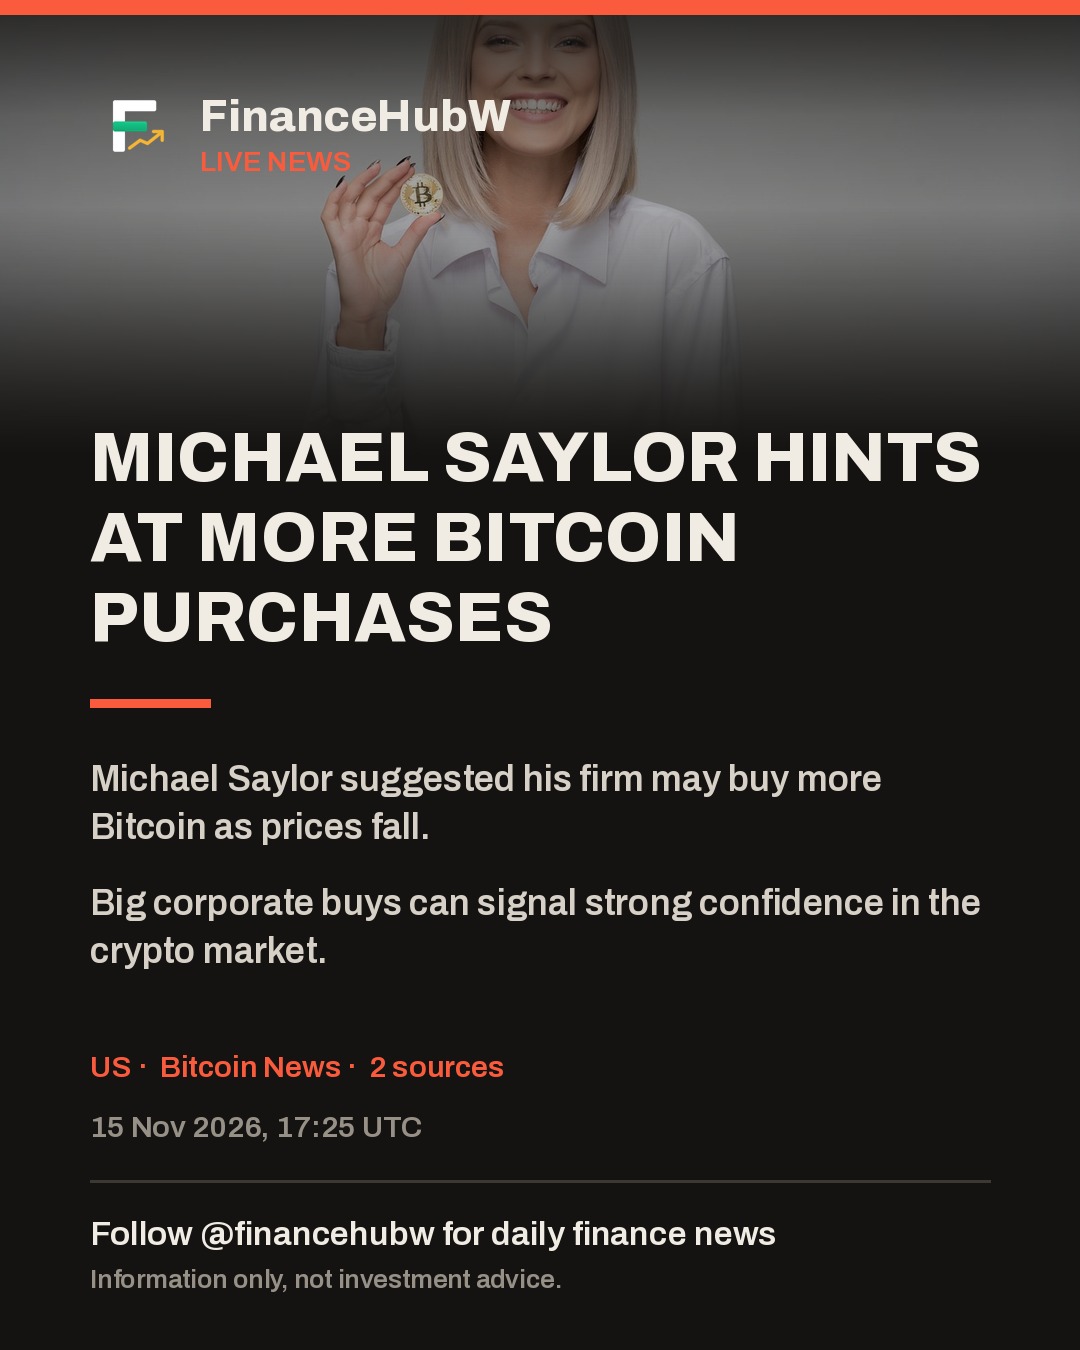 FinanceHubW
LIVE NEWS
MICHAEL SAYLOR HINTS
AT MORE BITCOIN
PURCHASES
Michael Saylor suggested his firm may buy more
Bitcoin as prices fall.
Big corporate buys can signal strong confidence in the
crypto market.
US · Bitcoin News · 2 sources
15 Nov 2026, 17:25 UTC
Follow @financehubw for daily finance news
Information only, not investment advice.